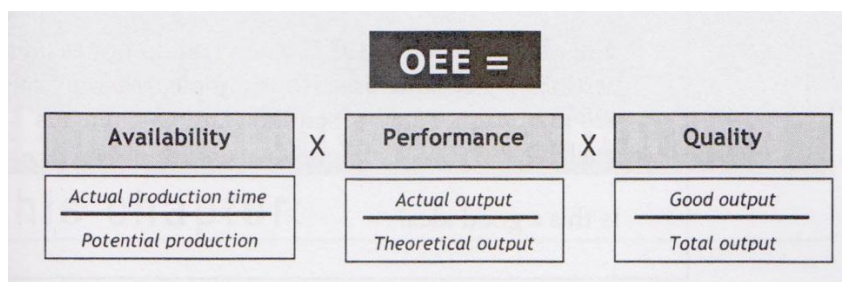 OEE =
Availability X Performance X Quality
Actual production time
Potential production
Actual output
Theoretical output
Good output
Total output